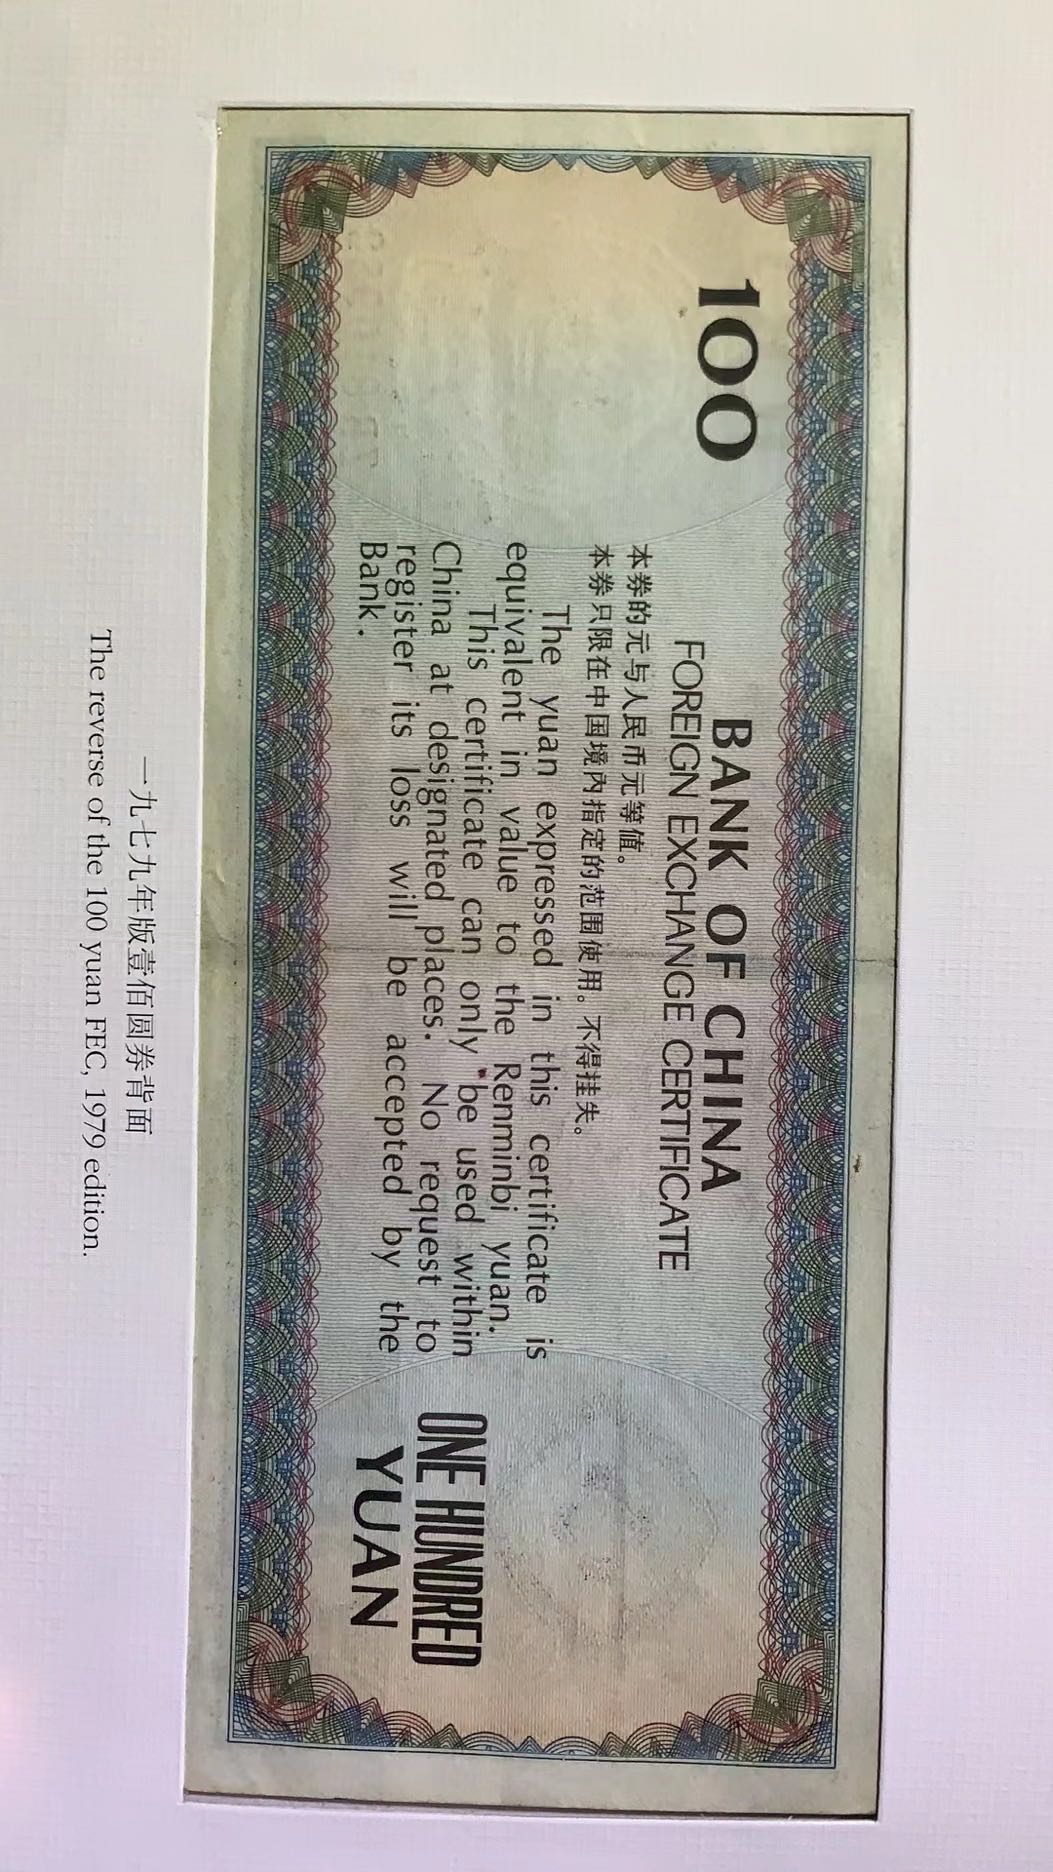 100
BANK OF CHINA
FOREIGN EXCHANGE CERTIFICATE
本券的元与人民币元等值。
本券只限在中国境内指定的范围使用。不得挂失。
The yuan expressed in this certificate is
equivalent in value to the Renminbi yuan.
This certificate can only be used within
China at designated places. No request to
register its loss will be accepted by the
Bank.
ONE HUNDRED
YUAN
一九七九年版壹佰圆券背面
The reverse of the 100 yuan FEC, 1979 edition.